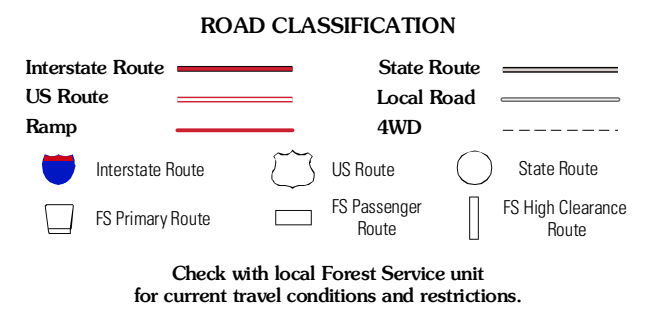 ROAD CLASSIFICATION
Interstate Route
State Route
US Route
Local Road
Ramp
4WD
Interstate Route
US Route
State Route
FS Primary Route
FS Passenger
Route
FS High Clearance
Route
Check with local Forest Service unit
for current travel conditions and restrictions.